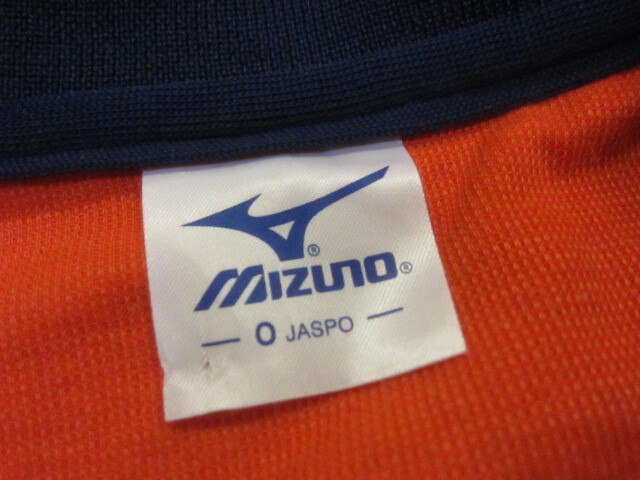 ®
MIZUNO®
— O JASPO —